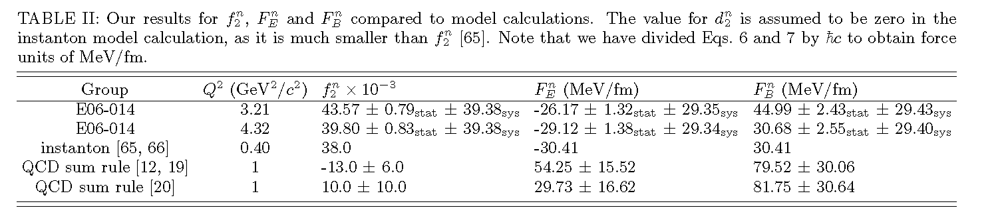 TABLE II: Our results for f₂ⁿ, F_Eⁿ and F_Bⁿ compared to model calculations. The value for d₂ⁿ is assumed to be zero in the
instanton model calculation, as it is much smaller than f₂ⁿ [65]. Note that we have divided Eqs. 6 and 7 by ħc to obtain force
units of MeV/fm.
Group Q² (GeV²/c²) f₂ⁿ × 10⁻³ F_Eⁿ (MeV/fm) F_Bⁿ (MeV/fm)
E06-014 3.21 43.57 ± 0.79stat ± 39.38sys -26.17 ± 1.32stat ± 29.35sys 44.99 ± 2.43stat ± 29.43sys
E06-014 4.32 39.80 ± 0.83stat ± 39.38sys -29.12 ± 1.38stat ± 29.34sys 30.68 ± 2.55stat ± 29.40sys
instanton [65, 66] 0.40 38.0 -30.41 30.41
QCD sum rule [12, 19] 1 -13.0 ± 6.0 54.25 ± 15.52 79.52 ± 30.06
QCD sum rule [20] 1 10.0 ± 10.0 29.73 ± 16.62 81.75 ± 30.64